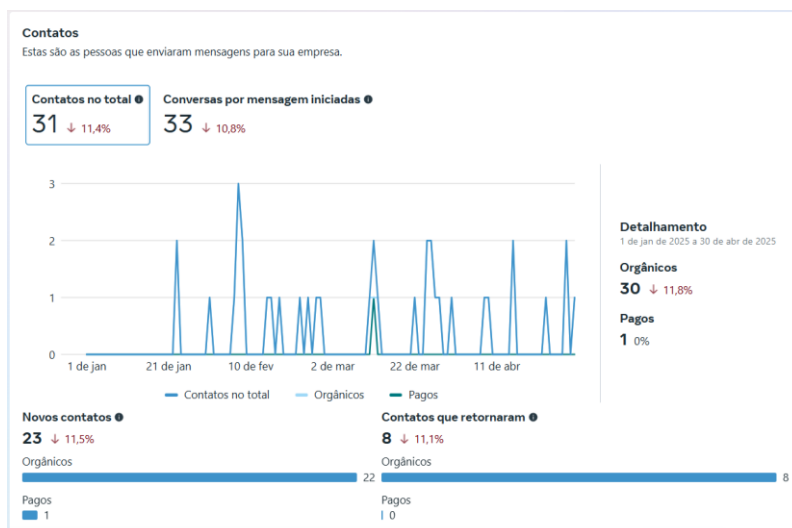 Contatos
Estas são as pessoas que enviaram mensagens para sua empresa.
Contatos no total
31 ↓ 11,4%
Conversas por mensagem iniciadas
33 ↓ 10,8%
3
2
1
0
1 de jan
21 de jan
10 de fev
2 de mar
22 de mar
11 de abr
Contatos no total
Orgânicos
Pagos
Detalhamento
1 de jan de 2025 a 30 de abr de 2025
Orgânicos
30 ↓ 11,8%
Pagos
1 0%
Novos contatos
23 ↓ 11,5%
Orgânicos
22
Pagos
1
Contatos que retornaram
8 ↓ 11,1%
Orgânicos
8
Pagos
0